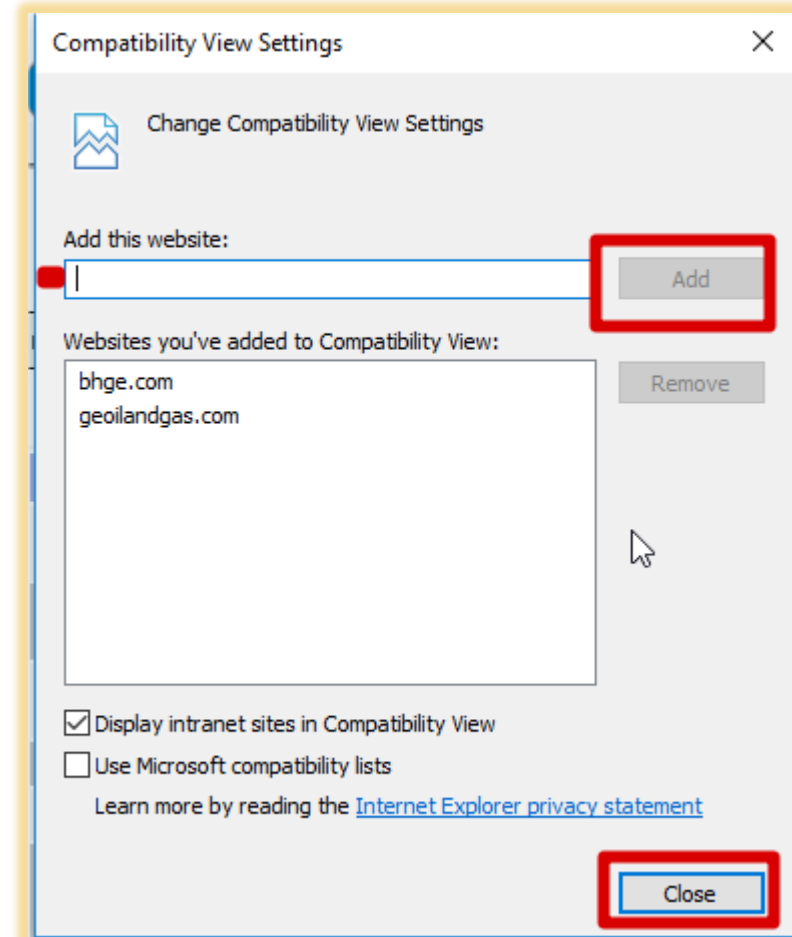 Compatibility View Settings
Change Compatibility View Settings
Add this website:
Add
Websites you've added to Compatibility View:
bhge.com
geoilandgas.com
Remove
Display intranet sites in Compatibility View
Use Microsoft compatibility lists
Learn more by reading the Internet Explorer privacy statement
Close